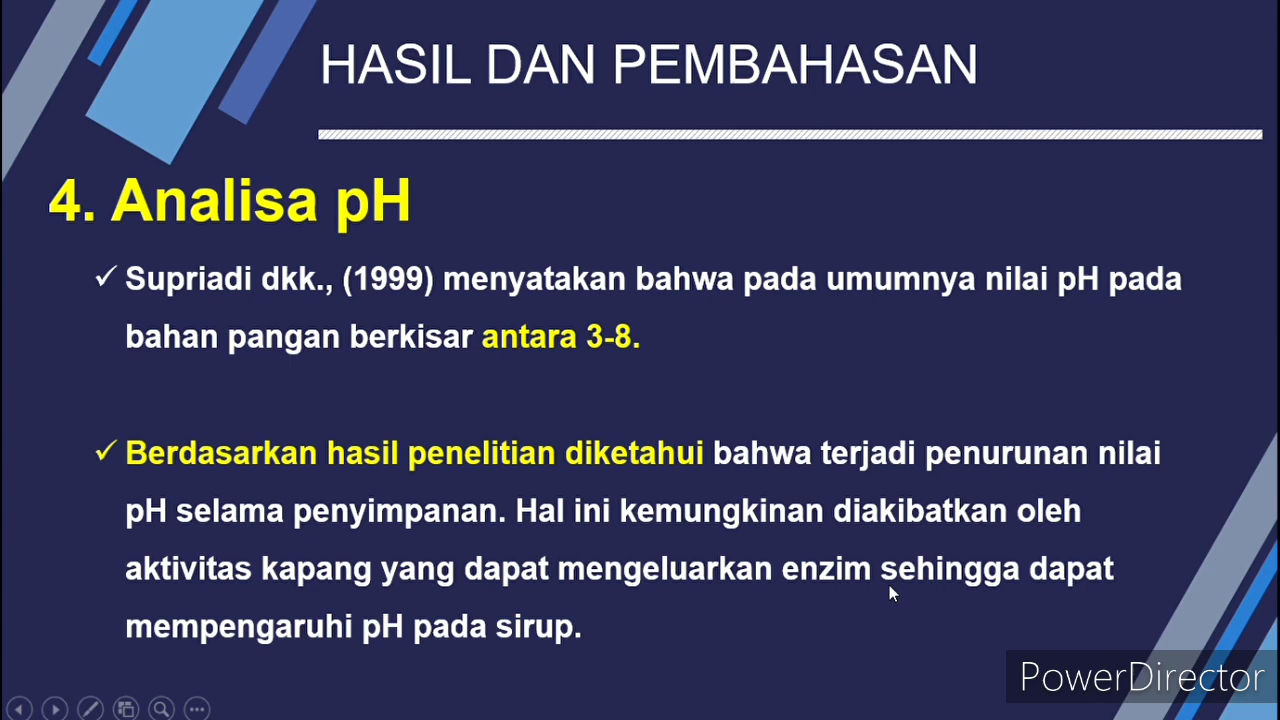 HASIL DAN PEMBAHASAN
4. Analisa pH
✓ Supriadi dkk., (1999) menyatakan bahwa pada umumnya nilai pH pada
bahan pangan berkisar antara 3-8.
✓ Berdasarkan hasil penelitian diketahui bahwa terjadi penurunan nilai
pH selama penyimpanan. Hal ini kemungkinan diakibatkan oleh
aktivitas kapang yang dapat mengeluarkan enzim sehingga dapat
mempengaruhi pH pada sirup.
PowerDirector